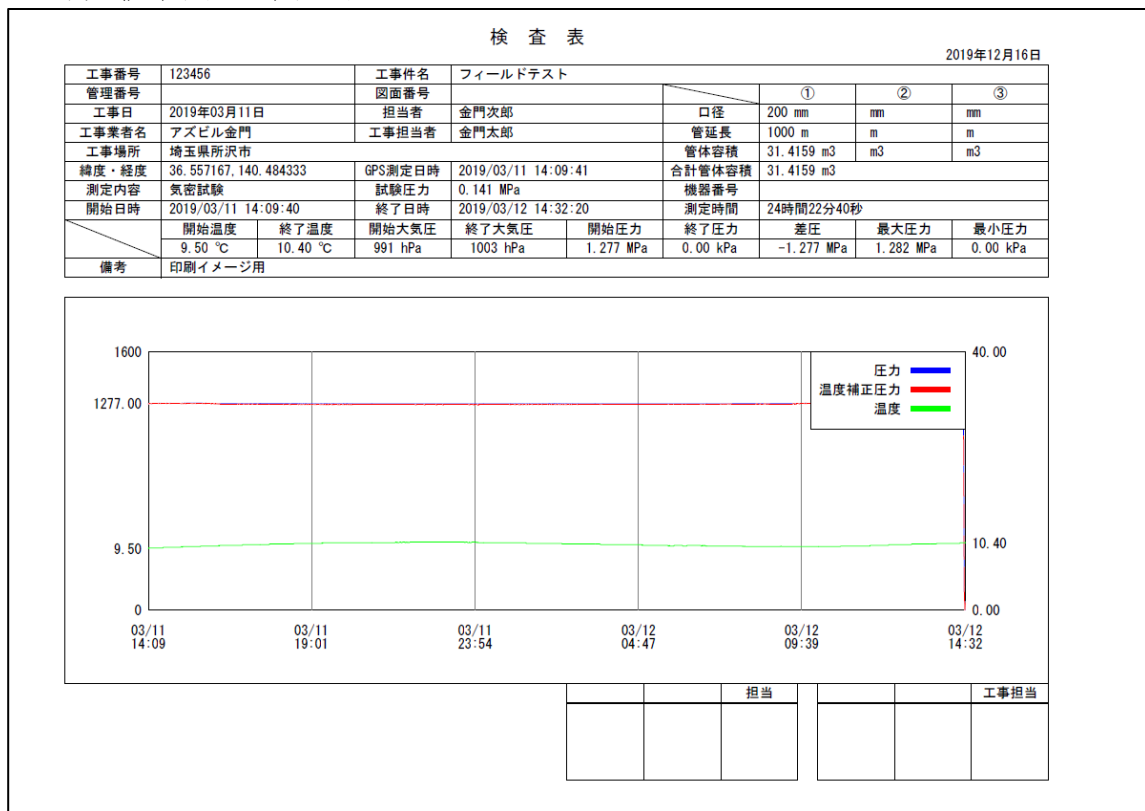 検 査 表
2019年12月16日
工事番号 123456 工事件名 フィールドテスト
管理番号 図面番号 ① ② ③
工事日 2019年03月11日 担当者 金門次郎 口径 200 mm mm mm
工事業者名 アズビル金門 工事担当者 金門太郎 管延長 1000 m m m
工事場所 埼玉県所沢市 管体容積 31.4159 m3 m3 m3
緯度・経度 36.557167,140.484333 GPS測定日時 2019/03/11 14:09:41 合計管体容積 31.4159 m3
測定内容 気密試験 試験圧力 0.141 MPa 機器番号
開始日時 2019/03/11 14:09:40 終了日時 2019/03/12 14:32:20 測定時間 24時間22分40秒
開始温度 終了温度 開始大気圧 終了大気圧 開始圧力 終了圧力 差圧 最大圧力 最小圧力
9.50 ℃ 10.40 ℃ 991 hPa 1003 hPa 1.277 MPa 0.00 kPa -1.277 MPa 1.282 MPa 0.00 kPa
備考 印刷イメージ用
1600 40.00
圧力
温度補正圧力
1277.00
温度
9.50 10.40
0 0.00
03/11 03/11 03/11 03/12 03/12 03/12
14:09 19:01 23:54 04:47 09:39 14:32
担当 工事担当